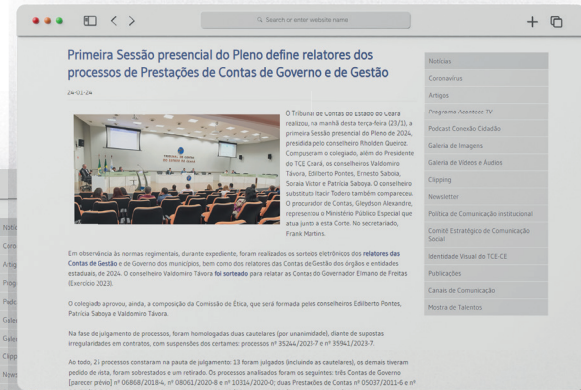 Search or enter website name
Primeira Sessão presencial do Pleno define relatores dos
processos de Prestações de Contas de Governo e de Gestão
24-01-24
O Tribunal de Contas do Estado do Ceará
realizou, na manhã desta terça-feira (23/1), a
primeira Sessão presencial do Pleno de 2024,
presidida pelo conselheiro Rholden Queiroz.
Compuseram o colegiado, além do Presidente
do TCE Ceará, os conselheiros Valdomiro
Távora, Edilberto Pontes, Ernesto Saboia,
Soraia Victor e Patrícia Saboya. O conselheiro
substituto Itacir Todero também compareceu.
O procurador de Contas, Gleydson Alexandre,
representou o Ministério Público Especial que
atua junto a esta Corte. No secretariado,
Frank Martins.
Em observância às normas regimentais, durante expediente, foram realizados os sorteios eletrônicos dos relatores das
Contas de Gestão e de Governo dos municípios, bem como dos relatores das Contas de Gestão dos órgãos e entidades
estaduais, de 2024. O conselheiro Valdomiro Távora foi sorteado para relatar as Contas do Governador Elmano de Freitas
(Exercício 2023).
O colegiado aprovou, ainda, a composição da Comissão de Ética, que será formada pelos conselheiros Edilberto Pontes,
Patrícia Saboya e Valdomiro Távora.
Na fase de julgamento de processos, foram homologadas duas cautelares (por unanimidade), diante de supostas
irregularidades em contratos, com suspensões dos certames: processos nº 35244/2021-7 e nº 35941/2023-7.
Ao todo, 21 processos constaram na pauta de julgamento: 13 foram julgados (incluindo as cautelares), os demais tiveram
pedido de vista, foram sobrestados e um retirado. Os processos analisados foram os seguintes: três Contas de Governo
[parecer prévio] nº 06868/2018-4, nº 08061/2020-8 e nº 10314/2020-0; duas Prestações de Contas nº 05037/2011-6 e nº
Notícias
Coronavírus
Artigos
Programa Acontece TV
Podcast Conexão Cidadão
Galeria de Imagens
Galeria de Vídeos e Áudios
Clipping
Newsletter
Política de Comunicação Institucional
Comitê Estratégico de Comunicação
Social
Identidade Visual do TCE-CE
Publicações
Canais de Comunicação
Mostra de Talentos